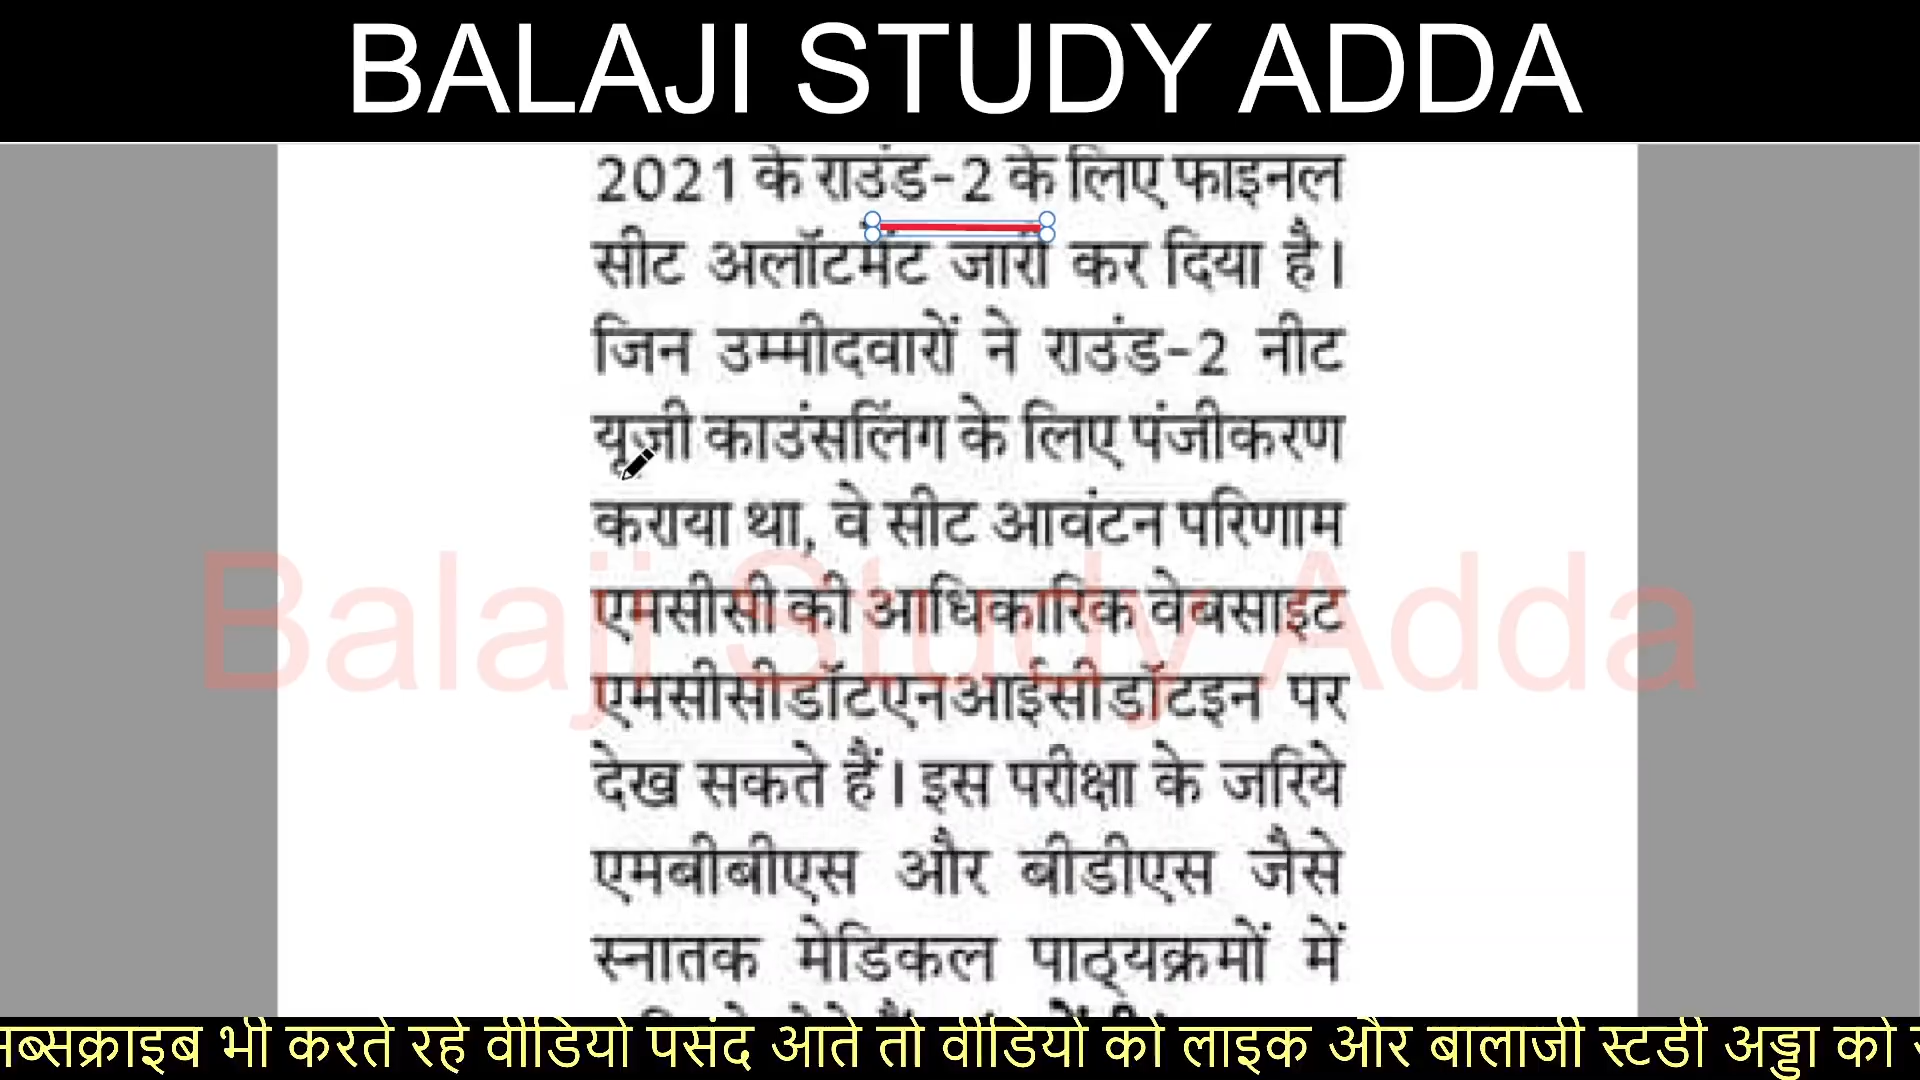 BALAJI STUDY ADDA
2021 के राउंड-2 के लिए फाइनल
सीट अलॉटमेंट जारी कर दिया है।
जिन उम्मीदवारों ने राउंड-2 नीट
यूजी काउंसलिंग के लिए पंजीकरण
कराया था, वे सीट आवंटन परिणाम
एमसीसी की आधिकारिक वेबसाइट
Balaji Study Adda
एमसीसीडॉटएनआईसीडॉटइन पर
देख सकते हैं। इस परीक्षा के जरिये
एमबीबीएस और बीडीएस जैसे
स्नातक मेडिकल पाठ्यक्रमों में
सब्सक्राइब भी करते रहे वीडियो पसंद आते तो वीडियो को लाइक और बालाजी स्टडी अड्डा को